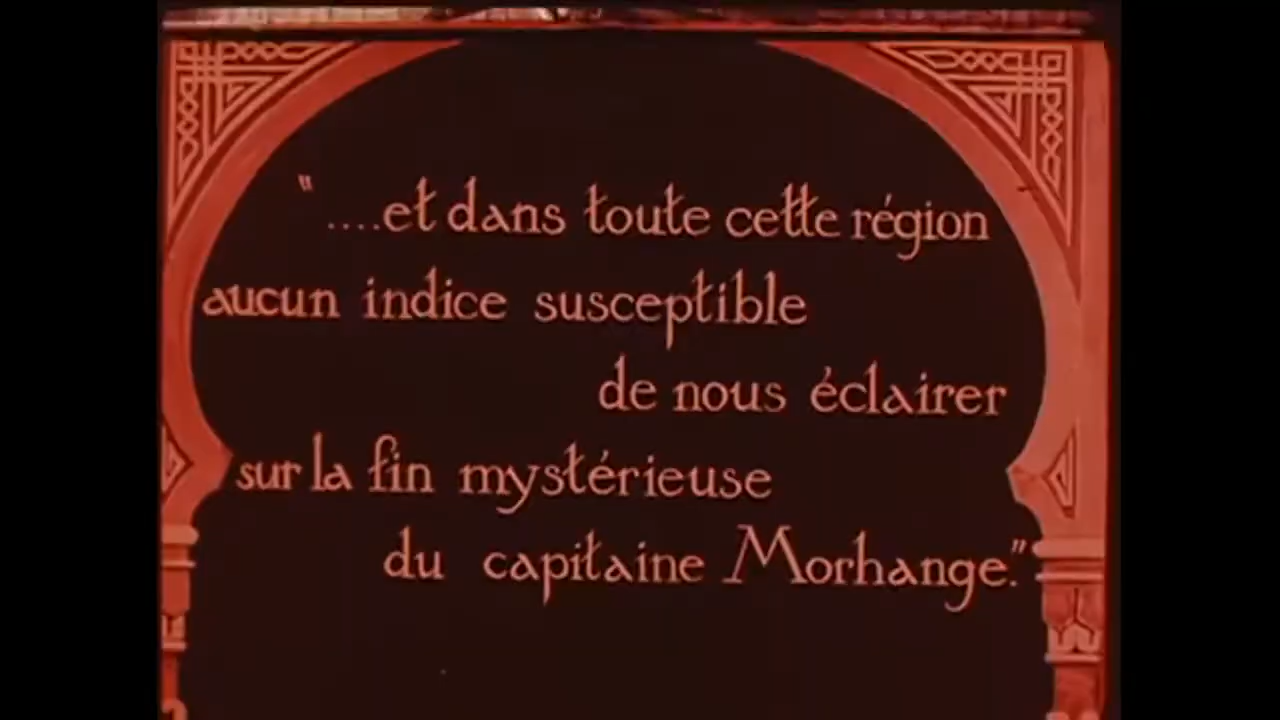 "....et dans toute cette région
aucun indice susceptible
de nous éclairer
sur la fin mystérieuse
du capitaine Morhange."